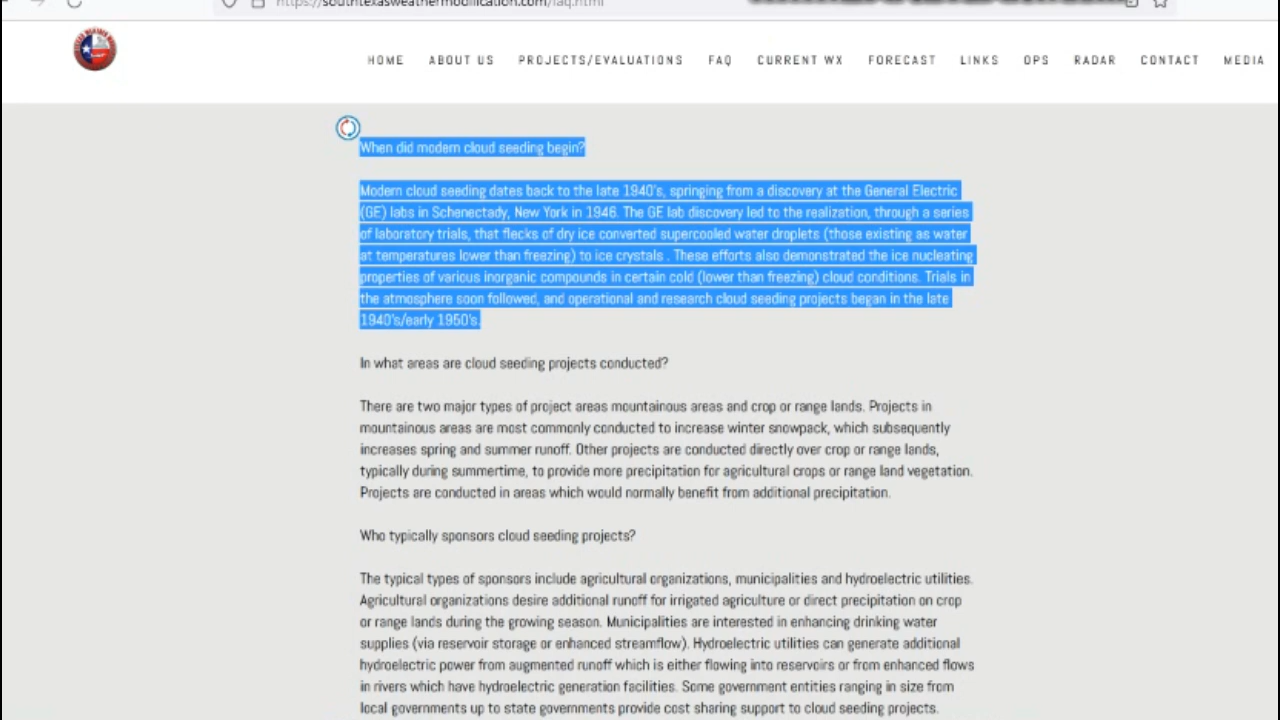 https://southtexasweathermodification.com/faq.html
HOME ABOUT US PROJECTS/EVALUATIONS FAQ CURRENT WX FORECAST LINKS OPS RADAR CONTACT MEDIA
When did modern cloud seeding begin?
Modern cloud seeding dates back to the late 1940's, springing from a discovery at the General Electric
(GE) labs in Schenectady, New York in 1946. The GE lab discovery led to the realization, through a series
of laboratory trials, that flecks of dry ice converted supercooled water droplets (those existing as water
at temperatures lower than freezing) to ice crystals . These efforts also demonstrated the ice nucleating
properties of various inorganic compounds in certain cold (lower than freezing) cloud conditions. Trials in
the atmosphere soon followed, and operational and research cloud seeding projects began in the late
1940's/early 1950's.
In what areas are cloud seeding projects conducted?
There are two major types of project areas mountainous areas and crop or range lands. Projects in
mountainous areas are most commonly conducted to increase winter snowpack, which subsequently
increases spring and summer runoff. Other projects are conducted directly over crop or range lands,
typically during summertime, to provide more precipitation for agricultural crops or range land vegetation.
Projects are conducted in areas which would normally benefit from additional precipitation.
Who typically sponsors cloud seeding projects?
The typical types of sponsors include agricultural organizations, municipalities and hydroelectric utilities.
Agricultural organizations desire additional runoff for irrigated agriculture or direct precipitation on crop
or range lands during the growing season. Municipalities are interested in enhancing drinking water
supplies (via reservoir storage or enhanced streamflow). Hydroelectric utilities can generate additional
hydroelectric power from augmented runoff which is either flowing into reservoirs or from enhanced flows
in rivers which have hydroelectric generation facilities. Some government entities ranging in size from
local governments up to state governments provide cost sharing support to cloud seeding projects.